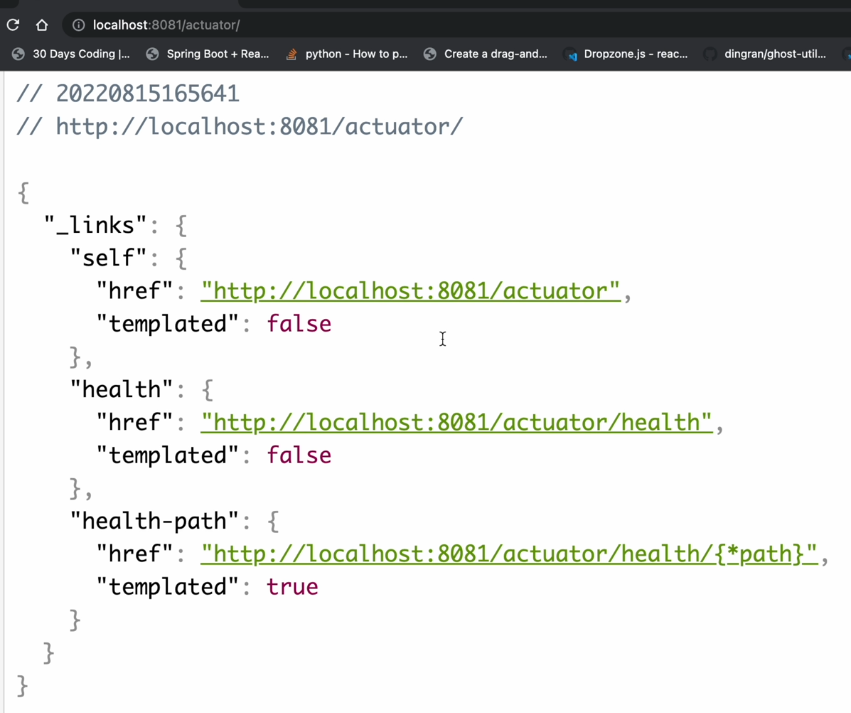 localhost:8081/actuator/
30 Days Coding |... Spring Boot + Rea... python - How to p... Create a drag-and... Dropzone.js - reac... dingran/ghost-util...
// 20220815165641
// http://localhost:8081/actuator/
{
"_links": {
"self": {
"href": "http://localhost:8081/actuator",
"templated": false
},
"health": {
"href": "http://localhost:8081/actuator/health",
"templated": false
},
"health-path": {
"href": "http://localhost:8081/actuator/health/{*path}",
"templated": true
}
}
}